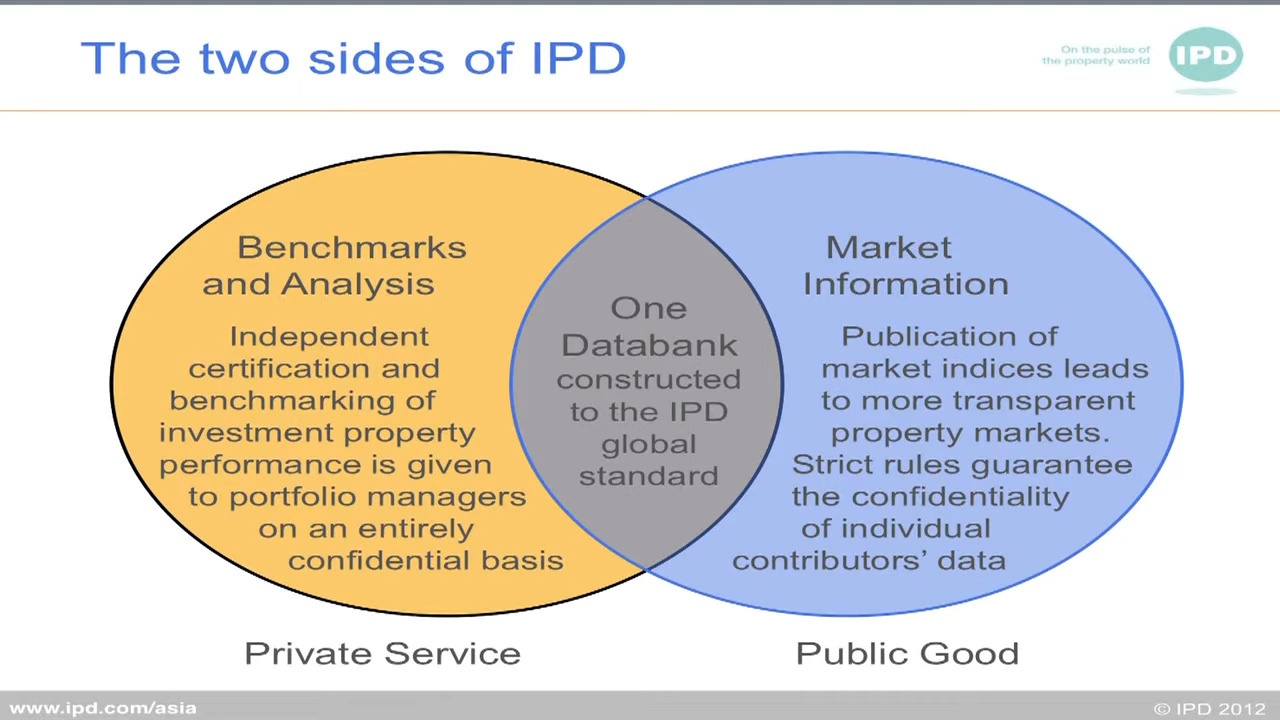 The two sides of IPD
On the pulse of
the property world
IPD
Benchmarks
and Analysis
Independent
certification and
benchmarking of
investment property
performance is given
to portfolio managers
on an entirely
confidential basis
One
Databank
constructed
to the IPD
global
standard
Market
Information
Publication of
market indices leads
to more transparent
property markets.
Strict rules guarantee
the confidentiality
of individual
contributors’ data
Private Service
Public Good
www.ipd.com/asia
© IPD 2012